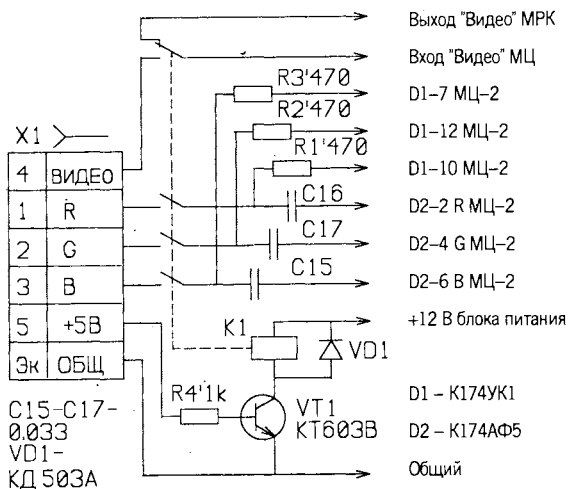 Выход "Видео" МРК
Вход "Видео" МЦ
R3'470
D1–7 МЦ–2
R2'470
D1–12 МЦ–2
X1
R1'470
D1–10 МЦ–2
4 ВИДЕО
C16
D2–2 R МЦ–2
1 R
C17
D2–4 G МЦ–2
2 G
C15
D2–6 В МЦ–2
3 B
+12 В блока питания
5 +5В
K1
VD1
Эк ОБЩ
R4'1k
VT1
КТ603В
D1 – К174УК1
D2 – К174АФ5
C15–C17–
0.033
VD1–
КД 503А
Общий